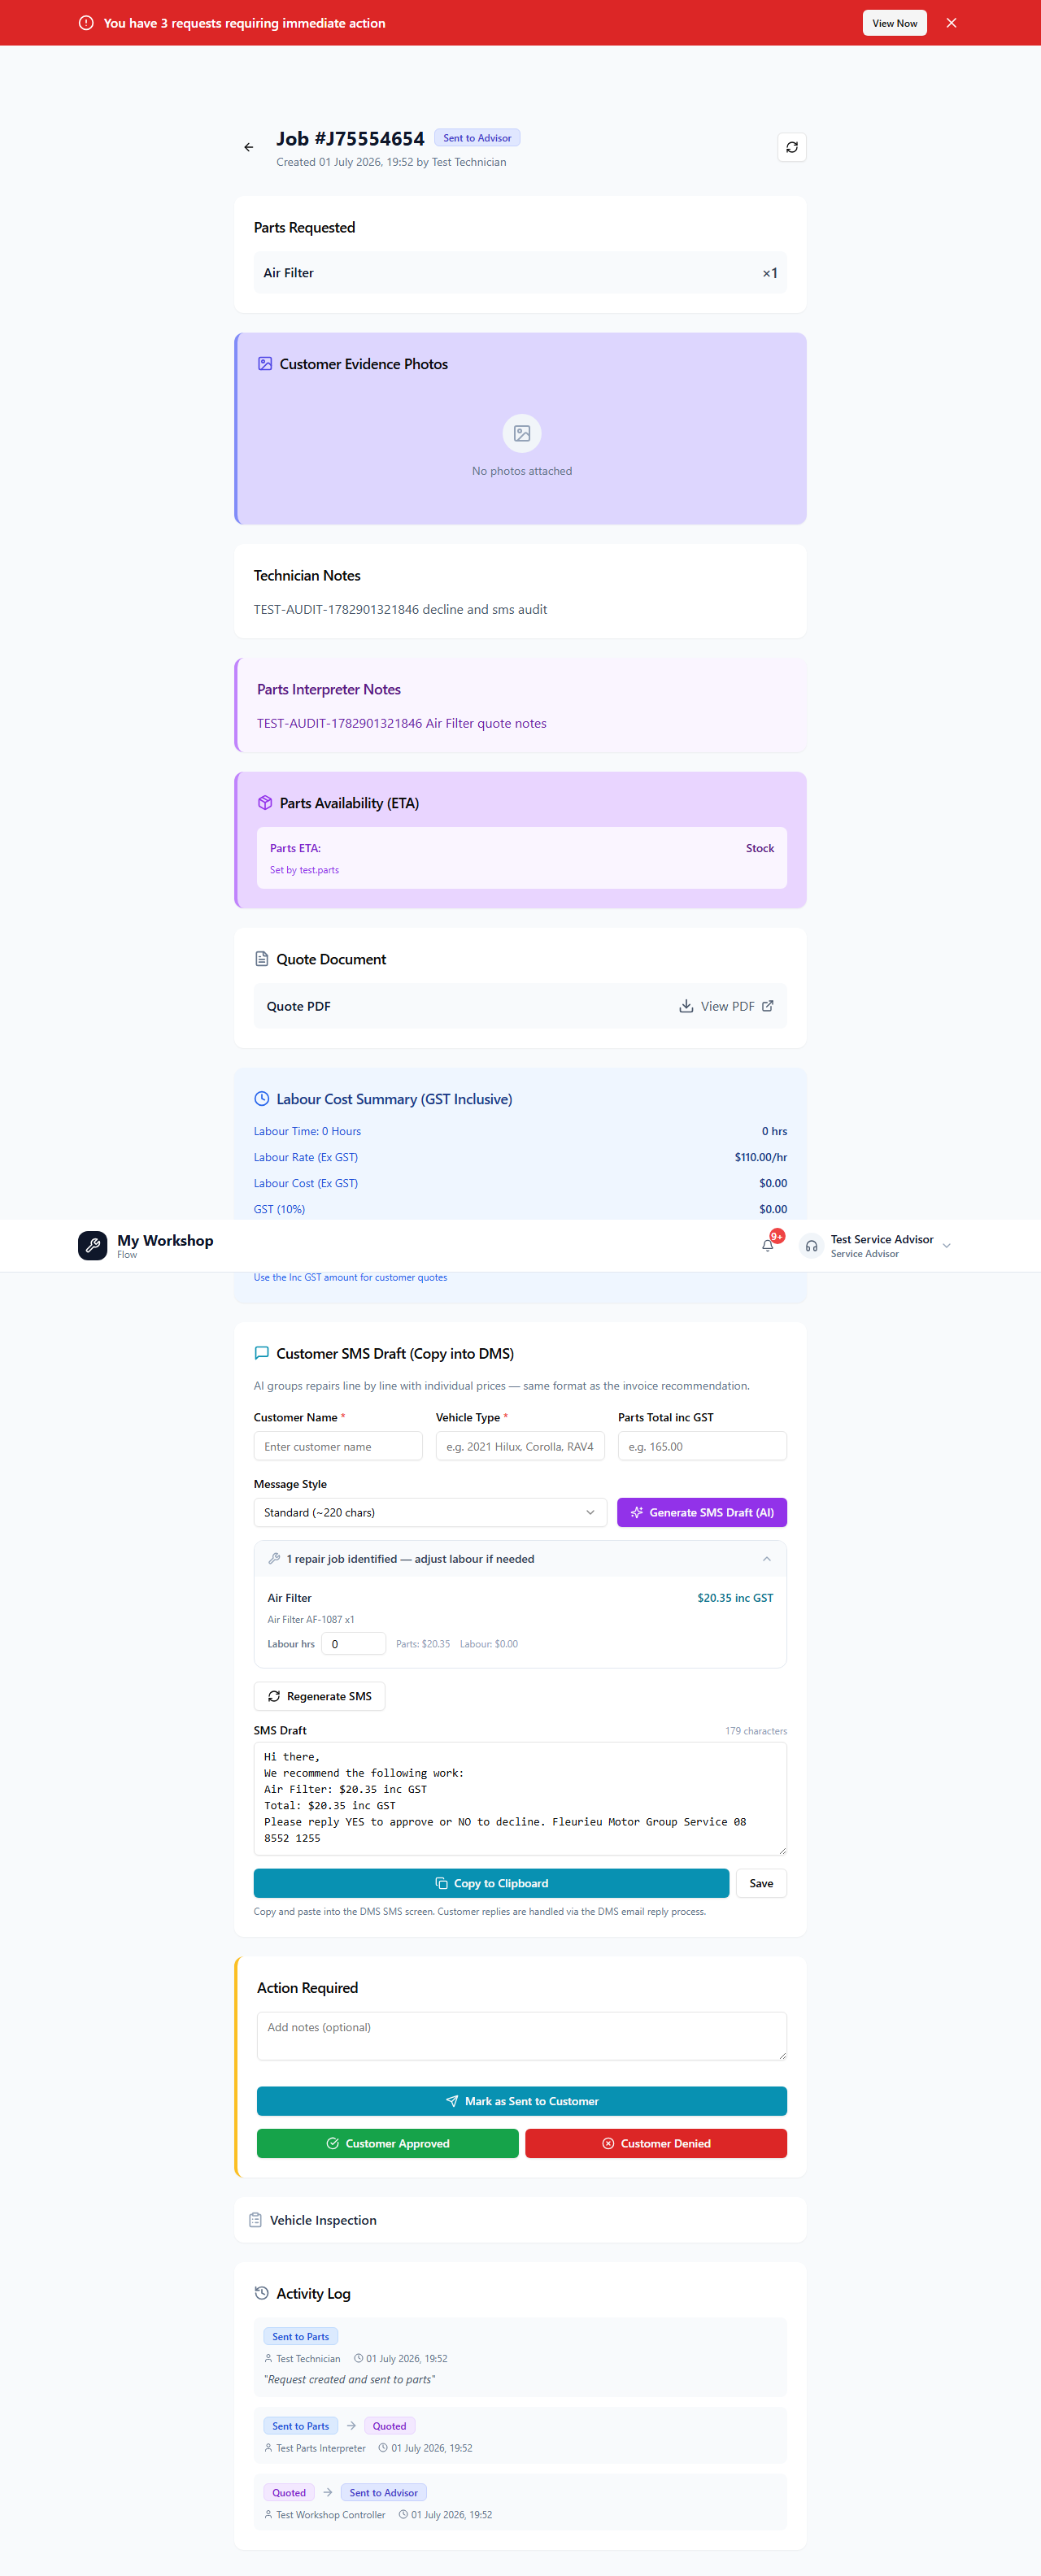 You have 3 requests requiring immediate action
View Now
Job #J75554654
Sent to Advisor
Created 01 July 2026, 19:52 by Test Technician
Parts Requested
Air Filter
×1
Customer Evidence Photos
No photos attached
Technician Notes
TEST-AUDIT-1782901321846 decline and sms audit
Parts Interpreter Notes
TEST-AUDIT-1782901321846 Air Filter quote notes
Parts Availability (ETA)
Parts ETA:
Stock
Set by test.parts
Quote Document
Quote PDF
View PDF
Labour Cost Summary (GST Inclusive)
Labour Time: 0 Hours
0 hrs
Labour Rate (Ex GST)
$110.00/hr
Labour Cost (Ex GST)
$0.00
GST (10%)
$0.00
My Workshop
Flow
9+
Test Service Advisor
Service Advisor
Use the Inc GST amount for customer quotes
Customer SMS Draft (Copy into DMS)
AI groups repairs line by line with individual prices — same format as the invoice recommendation.
Customer Name *
Vehicle Type *
Parts Total inc GST
Enter customer name
e.g. 2021 Hilux, Corolla, RAV4
e.g. 165.00
Message Style
Standard (~220 chars)
Generate SMS Draft (AI)
1 repair job identified — adjust labour if needed
Air Filter
$20.35 inc GST
Air Filter AF-1087 x1
Labour hrs
0
Parts: $20.35
Labour: $0.00
Regenerate SMS
SMS Draft
179 characters
Hi there,
We recommend the following work:
Air Filter: $20.35 inc GST
Total: $20.35 inc GST
Please reply YES to approve or NO to decline. Fleurieu Motor Group Service 08
8552 1255
Copy to Clipboard
Save
Copy and paste into the DMS SMS screen. Customer replies are handled via the DMS email reply process.
Action Required
Add notes (optional)
Mark as Sent to Customer
Customer Approved
Customer Denied
Vehicle Inspection
Activity Log
Sent to Parts
Test Technician
01 July 2026, 19:52
"Request created and sent to parts"
Sent to Parts
Quoted
Test Parts Interpreter
01 July 2026, 19:52
Quoted
Sent to Advisor
Test Workshop Controller
01 July 2026, 19:52